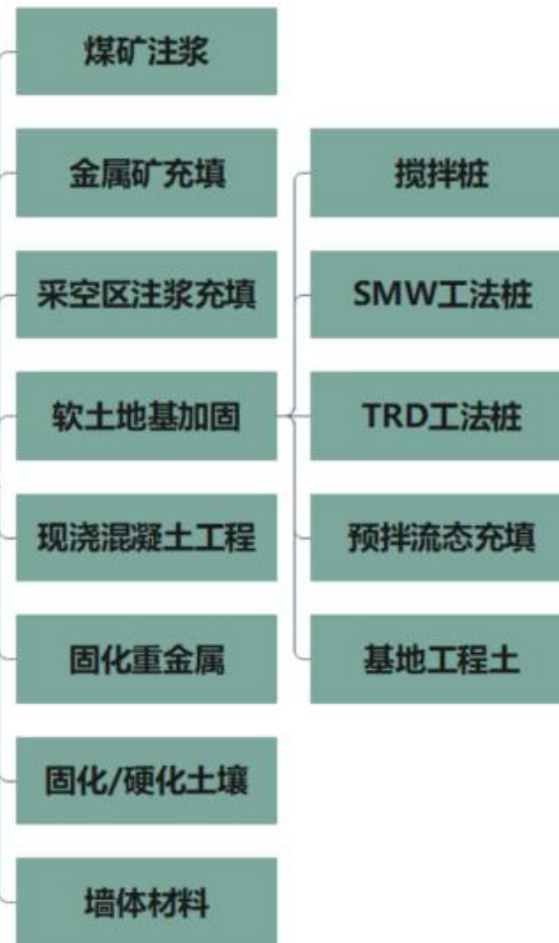 煤矿注浆
金属矿充填
采空区注浆充填
软土地基加固
现浇混凝土工程
固化重金属
固化/硬化土壤
墙体材料
搅拌桩
SMW工法桩
TRD工法桩
预拌流态充填
基地工程土